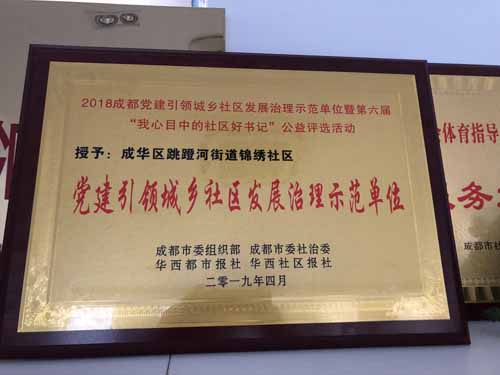 2018成都党建引领城乡社区发展治理示范单位暨第六届
“我心目中的社区好书记”公益评选活动
授予：成华区跳蹬河街道锦绣社区
党建引领城乡社区发展治理示范单位
成都市委组织部 成都市委社治委
华西都市报社 华西社区报社
二零一九年四月
体育指导